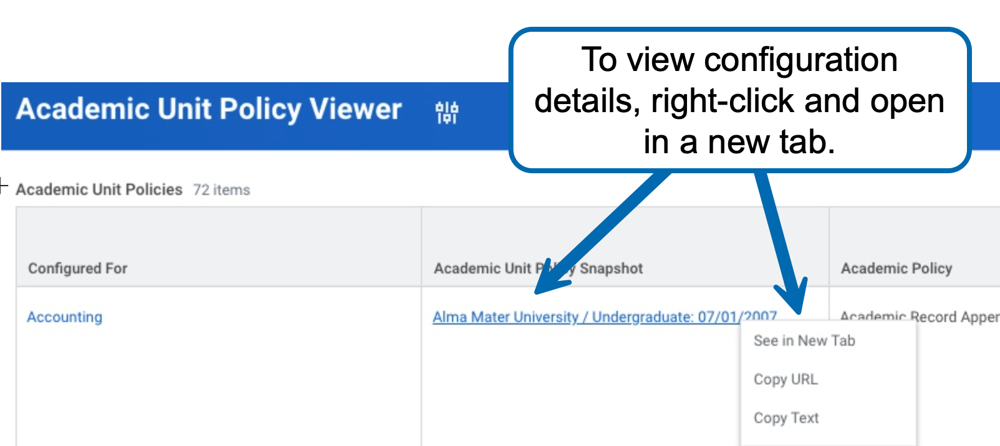 To view configuration
details, right-click and open
in a new tab.
Academic Unit Policy Viewer
Academic Unit Policies 72 items
Configured For
Academic Unit Policy Snapshot
Academic Policy
Accounting
Alma Mater University / Undergraduate: 07/01/2007
Academic Record Apper
See in New Tab
Copy URL
Copy Text